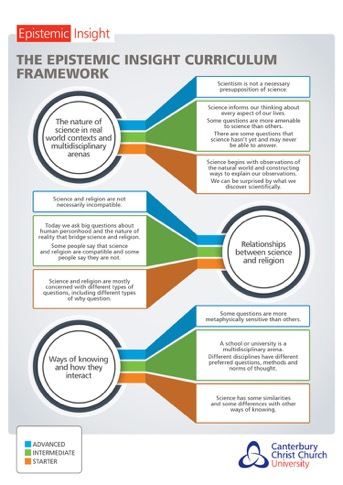 Epistemic Insight
THE EPISTEMIC INSIGHT CURRICULUM
FRAMEWORK
The nature of
science in real
world contexts and
multidisciplinary
arenas
Scientism is not a necessary
presupposition of science.
Science informs our thinking about
every aspect of our lives.
Some questions are more amenable
to science than others.
There are some questions that
science hasn't yet and may never
be able to answer.
Science begins with observations of
the natural world and constructing
ways to explain our observations.
We can be surprised by what we
discover scientifically.
Science and religion are not
necessarily incompatible.
Today we ask big questions about
human personhood and the nature of
reality that bridge science and religion.
Some people say that science
and religion are compatible and some
people say they are not.
Science and religion are mostly
concerned with different types of
questions, including different types
of why question.
Relationships
between science
and religion
Ways of knowing
and how they
interact
Some questions are more
metaphysically sensitive than others.
A school or university is a
multidisciplinary arena.
Different disciplines have different
preferred questions, methods and
norms of thought.
Science has some similarities
and some differences with other
ways of knowing.
ADVANCED
INTERMEDIATE
STARTER
Canterbury
Christ Church
University